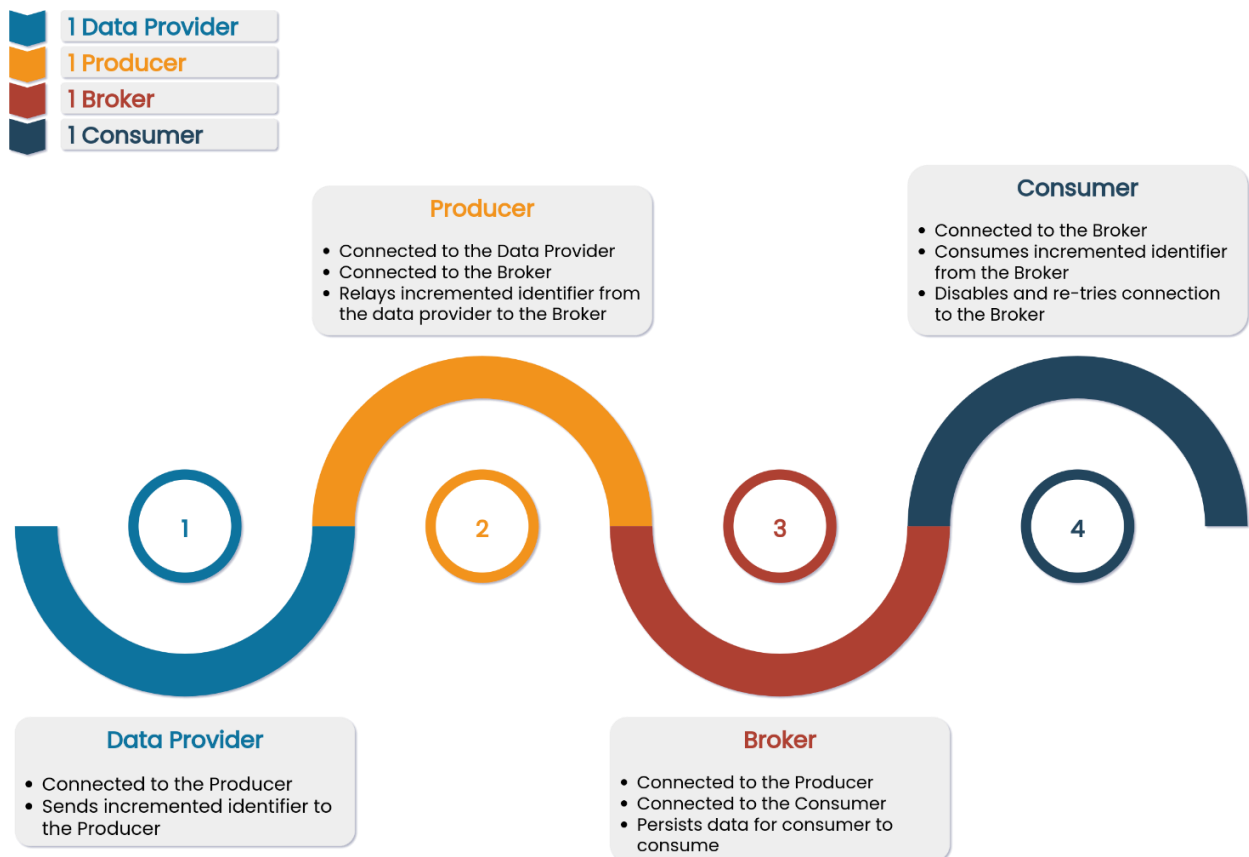 1 Data Provider
1 Producer
1 Broker
1 Consumer
Producer
• Connected to the Data Provider
• Connected to the Broker
• Relays incremented identifier from
the data provider to the Broker
Consumer
• Connected to the Broker
• Consumes incremented identifier
from the Broker
• Disables and re-tries connection
to the Broker
1
2
3
4
Data Provider
• Connected to the Producer
• Sends incremented identifier to
the Producer
Broker
• Connected to the Producer
• Connected to the Consumer
• Persists data for consumer to
consume